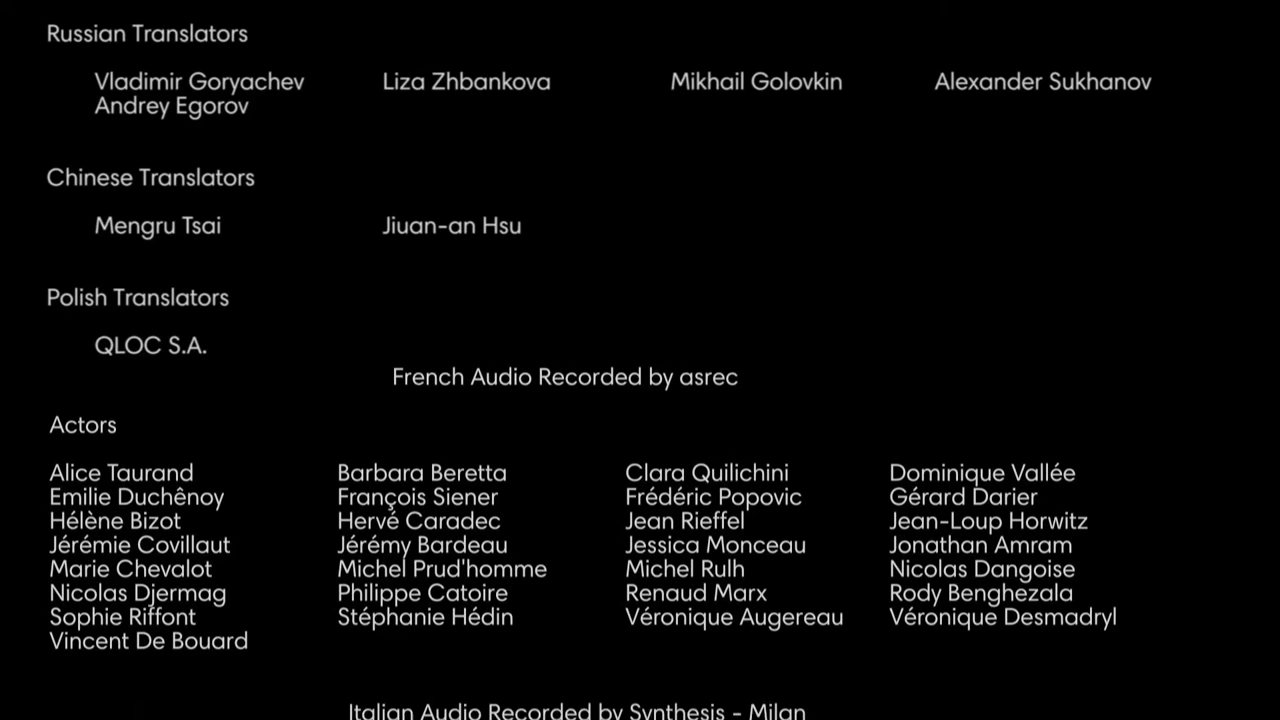 Russian Translators
Vladimir Goryachev Liza Zhbankova Mikhail Golovkin Alexander Sukhanov
Andrey Egorov
Chinese Translators
Mengru Tsai Jiuan-an Hsu
Polish Translators
QLOC S.A.
French Audio Recorded by asrec
Actors
Alice Taurand Barbara Beretta Clara Quilichini Dominique Vallée
Emilie Duchênoy François Siener Frédéric Popovic Gérard Darier
Hélène Bizot Hervé Caradec Jean Rieffel Jean-Loup Horwitz
Jérémie Covillaut Jérémy Bardeau Jessica Monceau Jonathan Amram
Marie Chevalot Michel Prud'homme Michel Rulh Nicolas Dangoise
Nicolas Djermag Philippe Catoire Renaud Marx Rody Benghezala
Sophie Riffont Stéphanie Hédin Véronique Augereau Véronique Desmadryl
Vincent De Bouard
Italian Audio Recorded by Synthesis - Milan